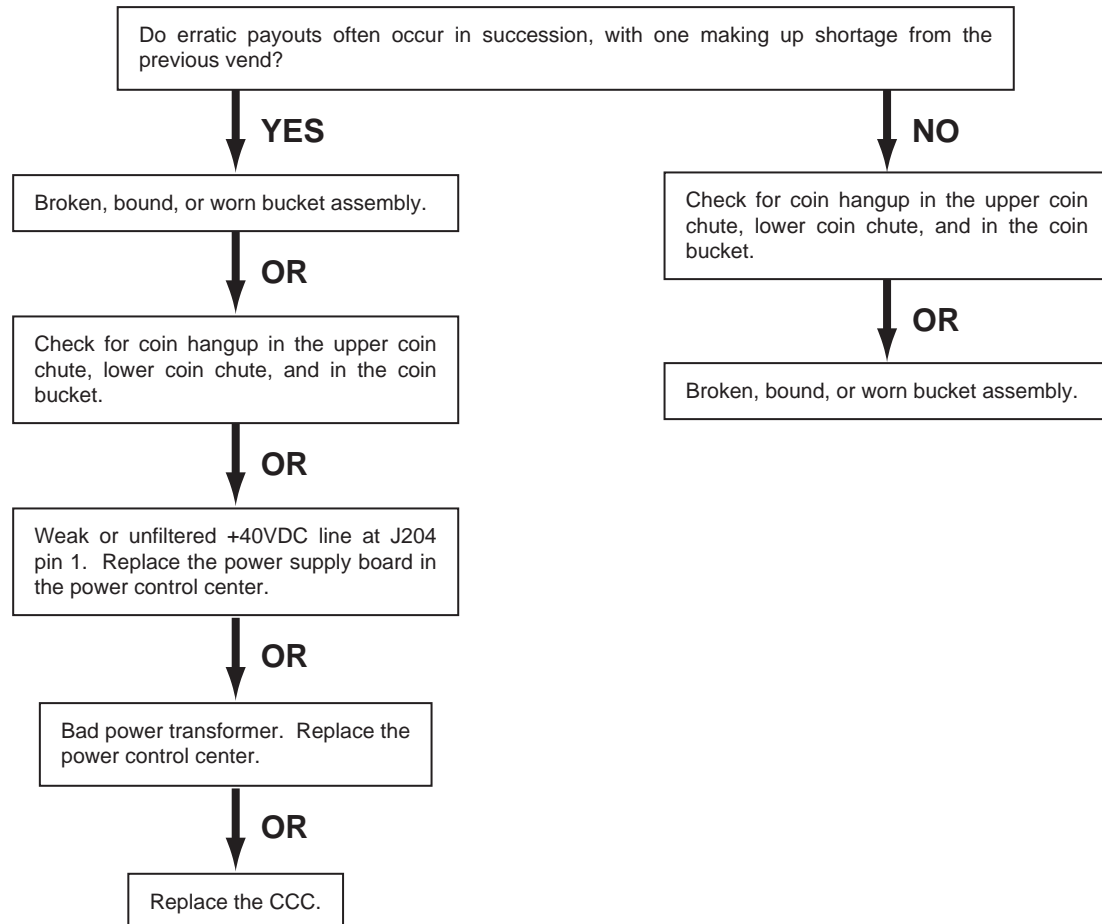 Do erratic payouts often occur in succession, with one making up shortage from the
previous vend?
YES
NO
Broken, bound, or worn bucket assembly.
OR
Check for coin hangup in the upper coin
chute, lower coin chute, and in the coin
bucket.
OR
Weak or unfiltered +40VDC line at J204
pin 1. Replace the power supply board in
the power control center.
OR
Bad power transformer. Replace the
power control center.
OR
Replace the CCC.
Check for coin hangup in the upper coin
chute, lower coin chute, and in the coin
bucket.
OR
Broken, bound, or worn bucket assembly.